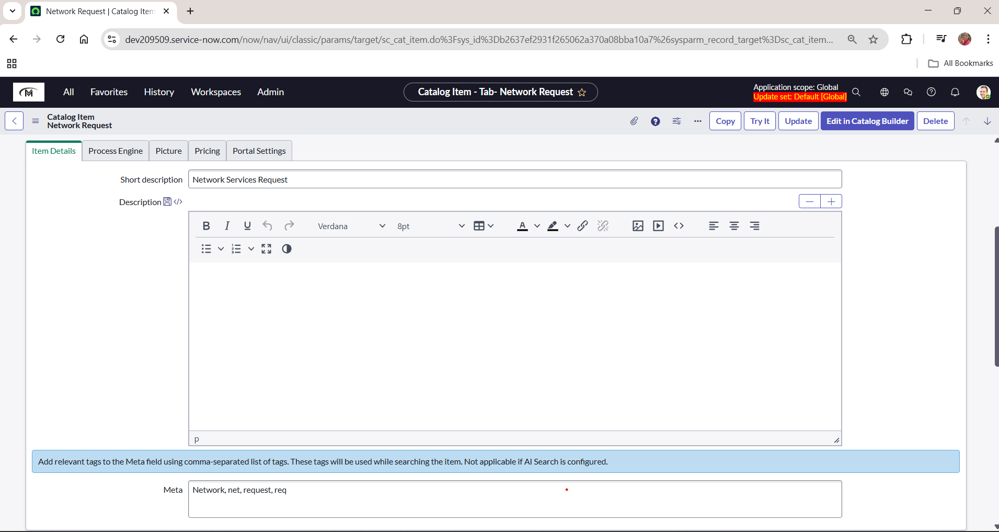 Network Request | Catalog Item
dev209509.service-now.com/now/nav/ui/classic/params/target/sc_cat_item.do%3Fsys_id%3Db2637ef2931f265062a370a08bba10a7%26sysparm_record_target%3Dsc_cat_item...
All Bookmarks
M
All Favorites History Workspaces Admin
Catalog Item - Tab- Network Request
Application scope: Global
Update set: Default [Global]
Catalog Item
Network Request
Copy Try It Update Edit in Catalog Builder Delete
Item Details Process Engine Picture Pricing Portal Settings
Short description Network Services Request
Description
Verdana 8pt
p
Add relevant tags to the Meta field using comma-separated list of tags. These tags will be used while searching the item. Not applicable if AI Search is configured.
Meta Network, net, request, req